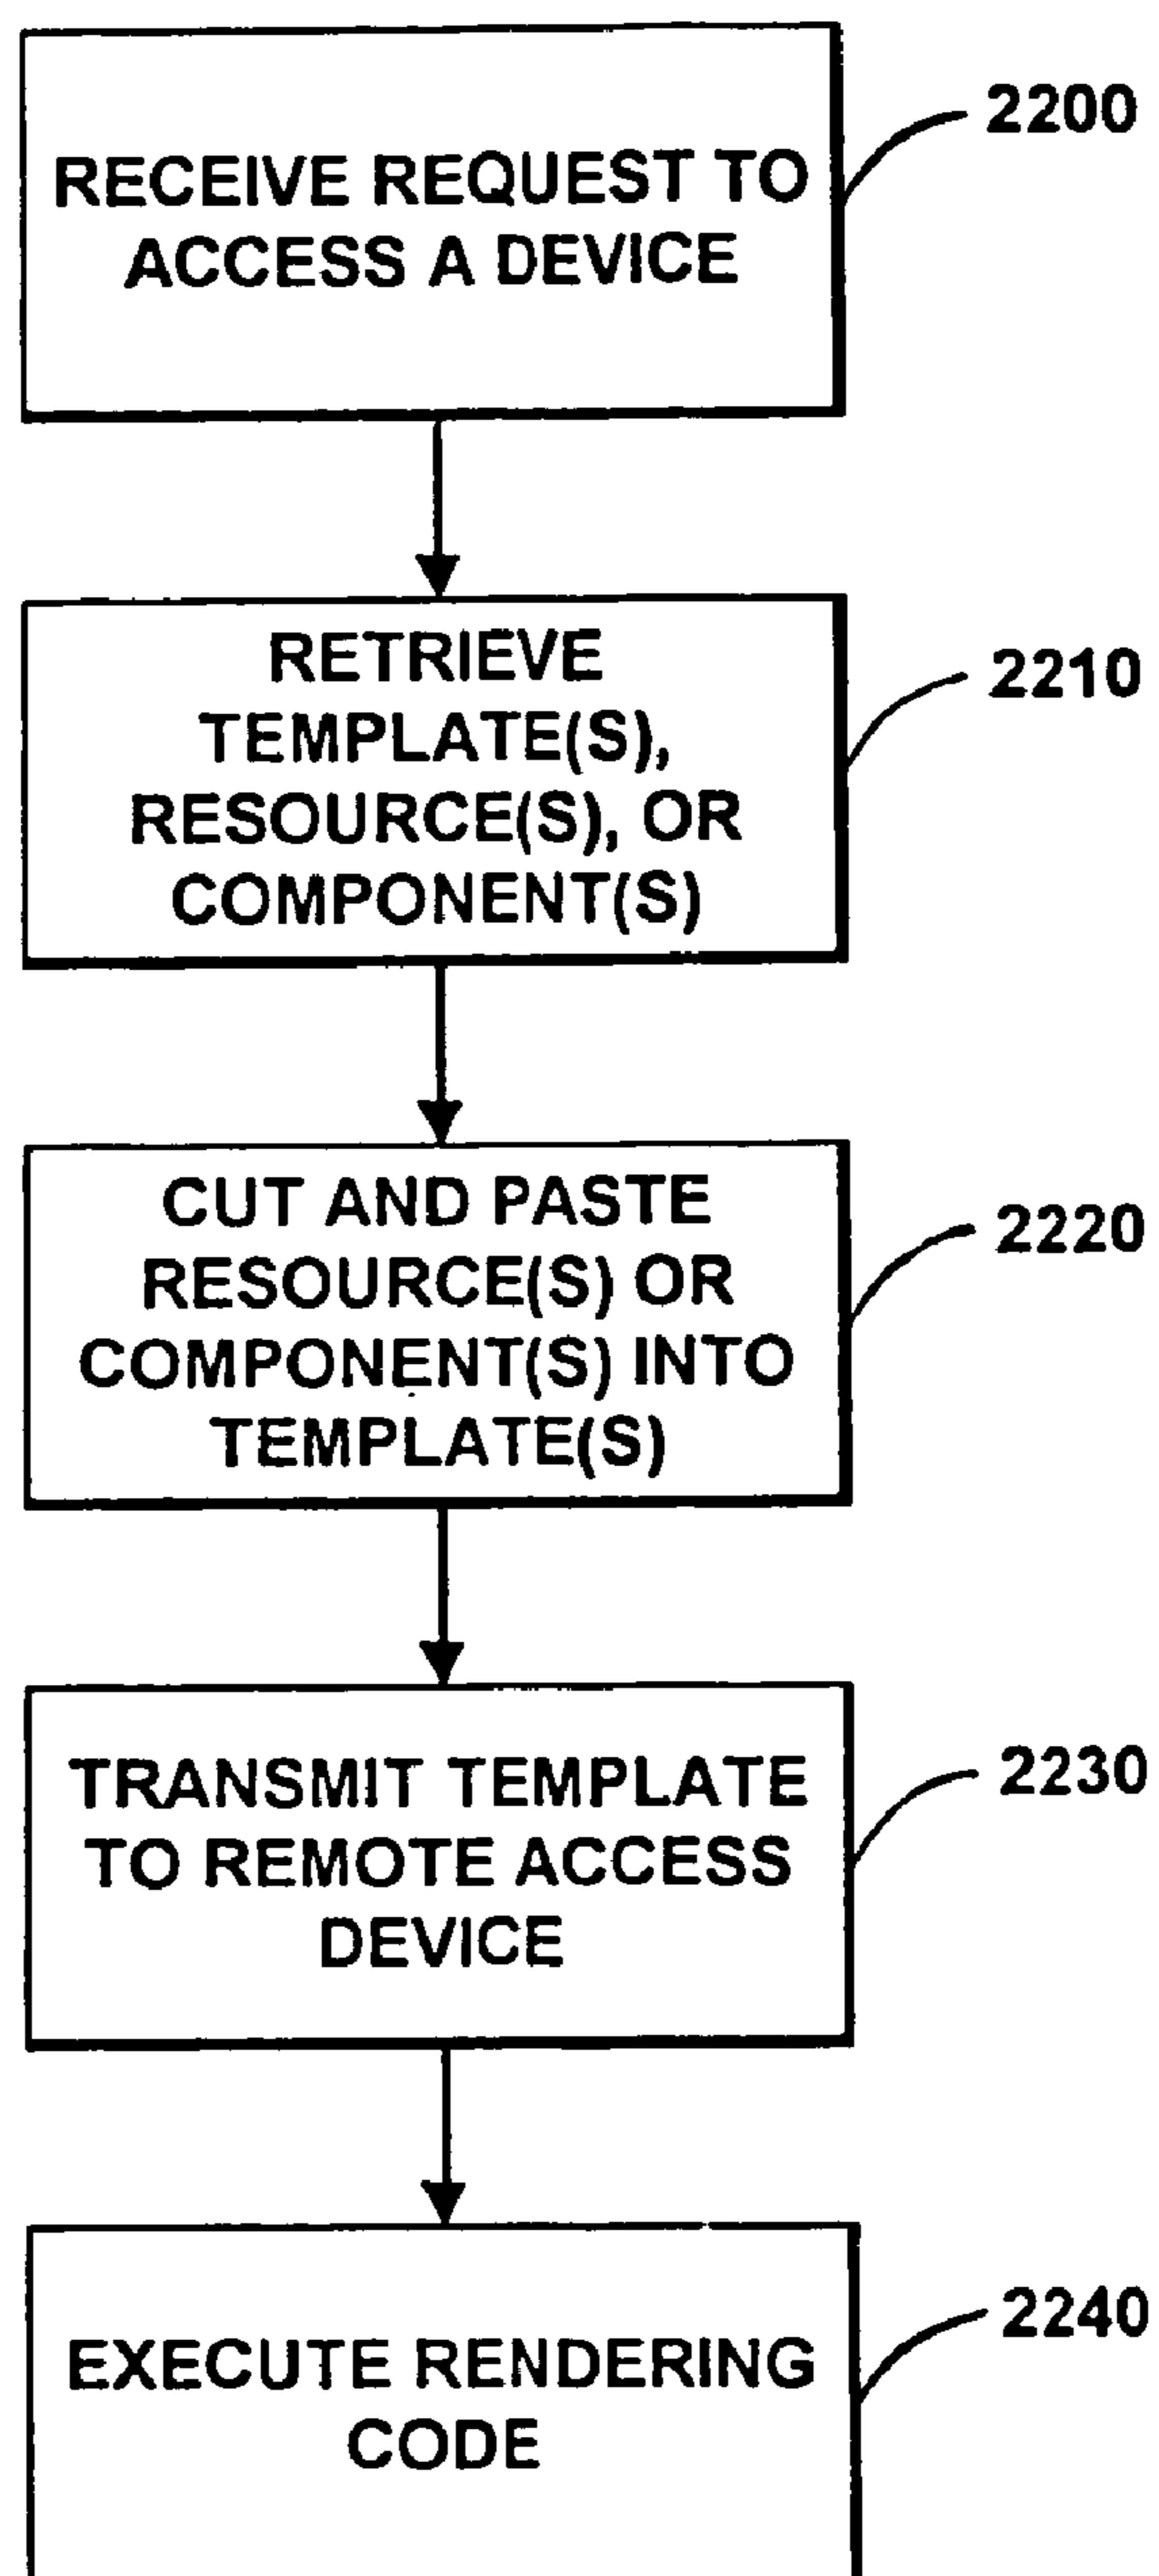 RECEIVE REQUEST TO
ACCESS A DEVICE
2200
RETRIEVE
TEMPLATE(S),
RESOURCE(S), OR
COMPONENT(S)
2210
CUT AND PASTE
RESOURCE(S) OR
COMPONENT(S) INTO
TEMPLATE(S)
2220
TRANSMIT TEMPLATE
TO REMOTE ACCESS
DEVICE
2230
EXECUTE RENDERING
CODE
2240